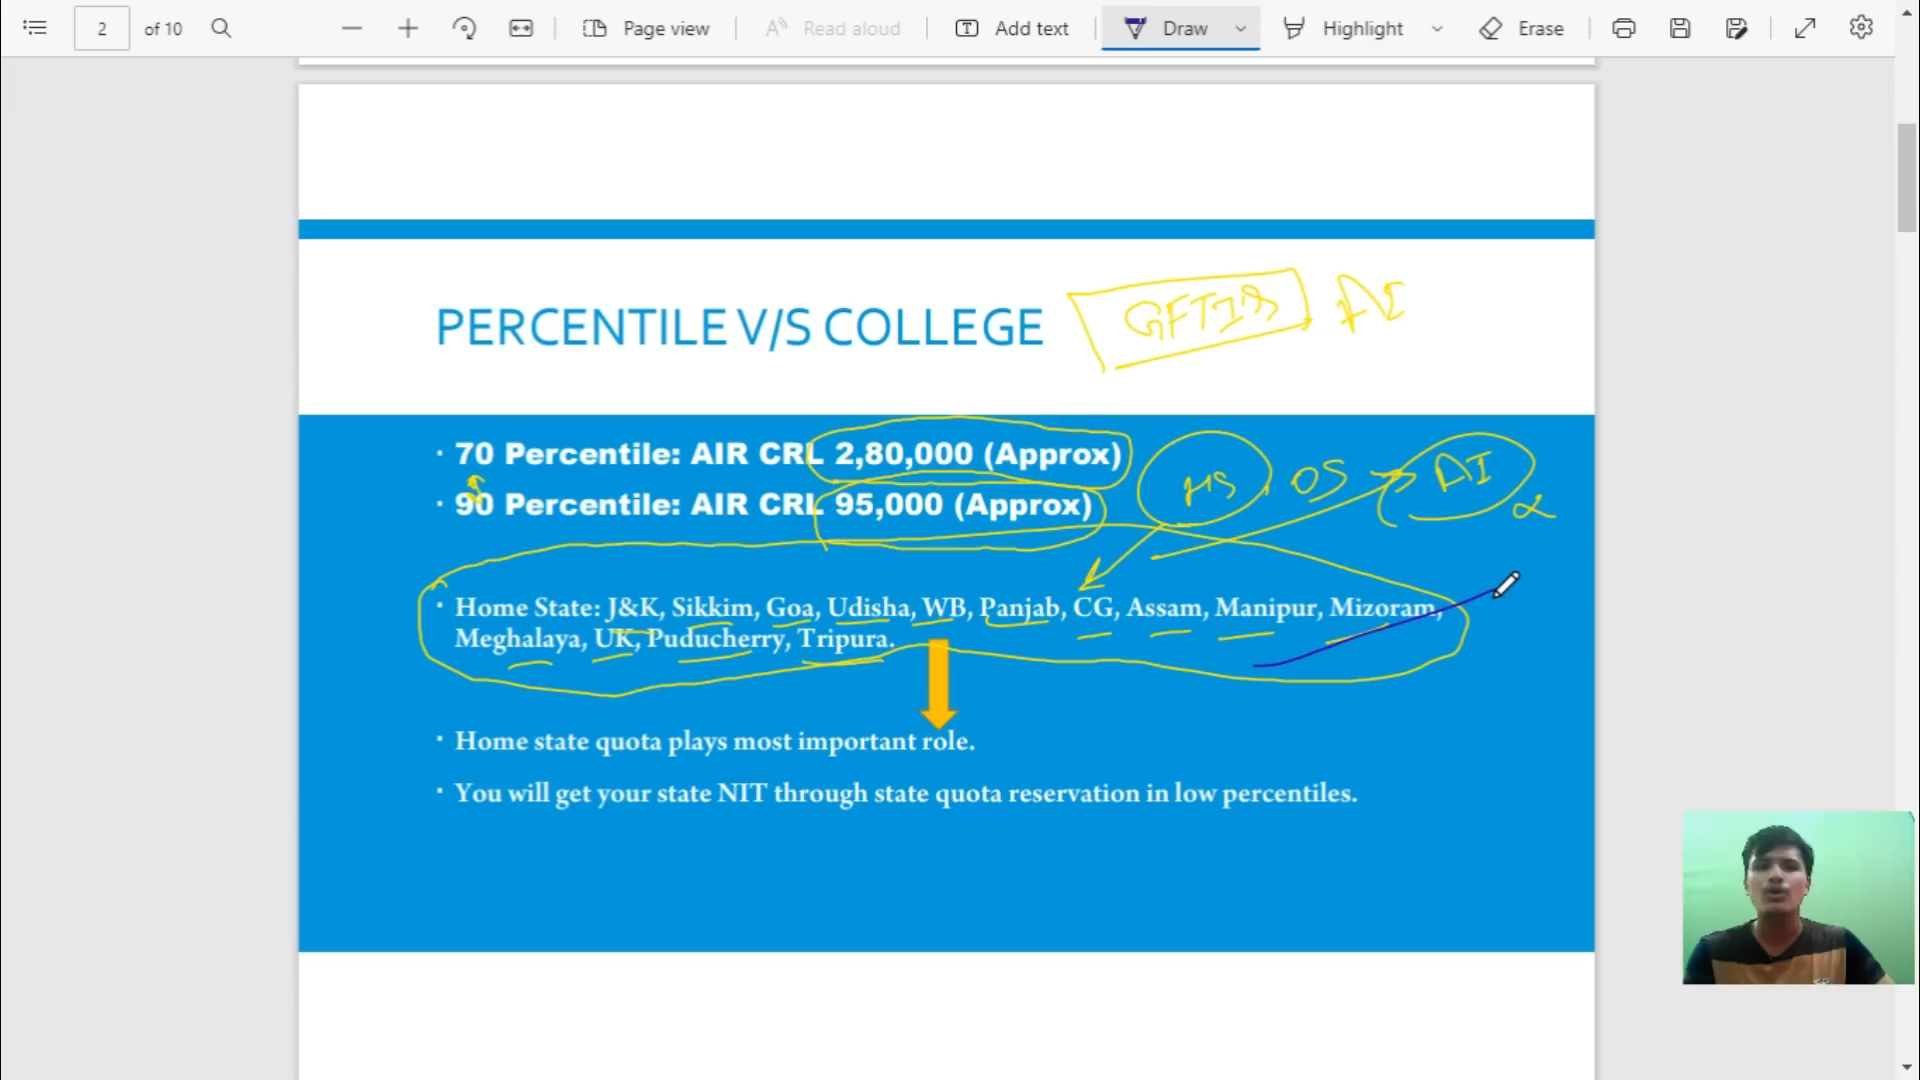 2 of 10 Page view Read aloud Add text Draw Highlight Erase
PERCENTILE V/S COLLEGE GFTIs AI
· 70 Percentile: AIR CRL 2,80,000 (Approx)
HS, OS → AI
· 90 Percentile: AIR CRL 95,000 (Approx)
· Home State: J&K, Sikkim, Goa, Udisha, WB, Panjab, CG, Assam, Manipur, Mizoram,
Meghalaya, UK, Puducherry, Tripura.
· Home state quota plays most important role.
· You will get your state NIT through state quota reservation in low percentiles.